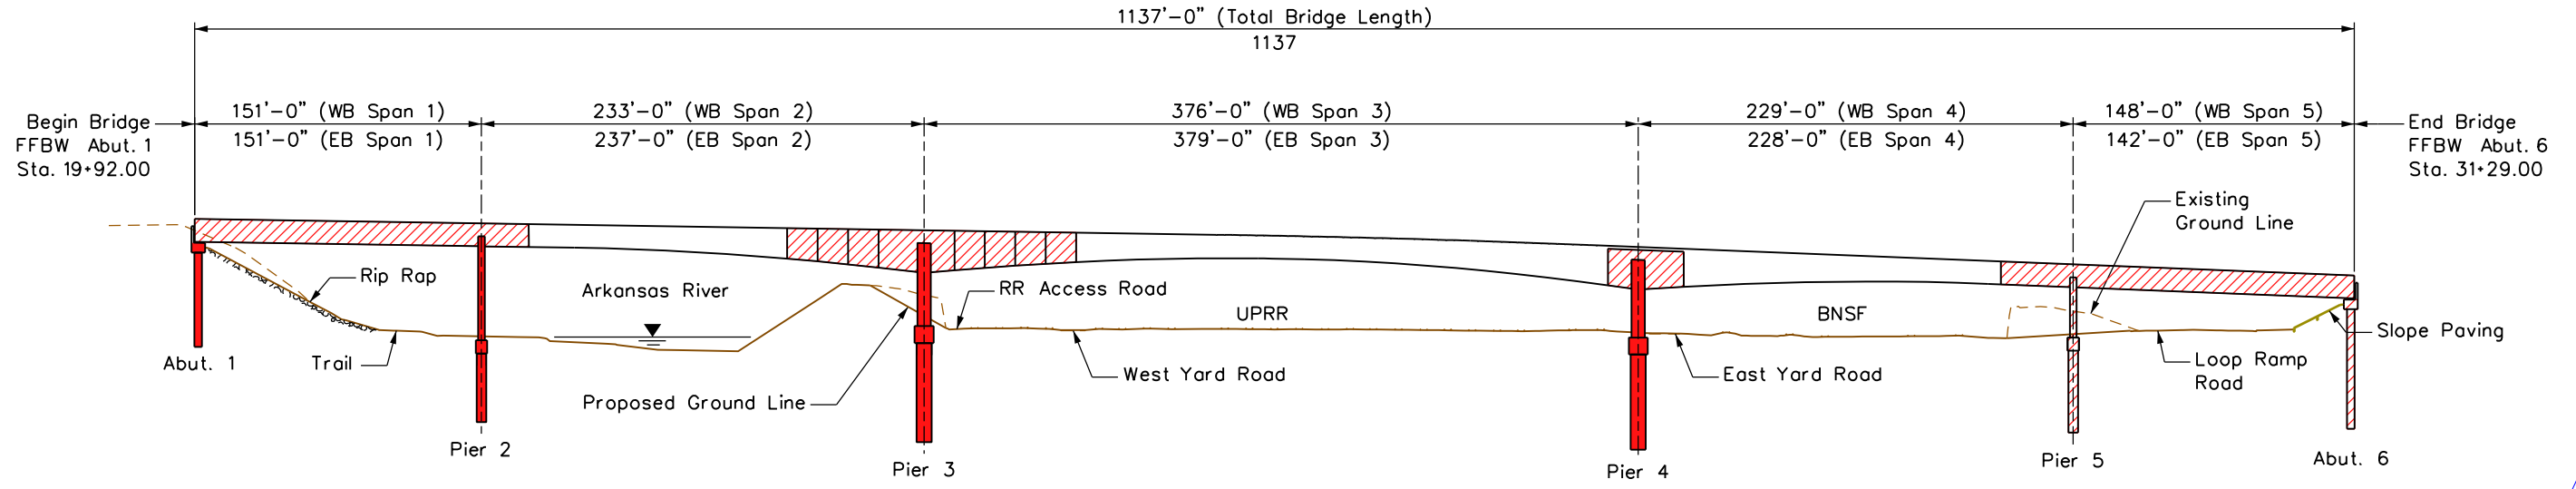 1137'-0" (Total Bridge Length)
1137
151'-0" (WB Span 1)
233'-0" (WB Span 2)
376'-0" (WB Span 3)
229'-0" (WB Span 4)
148'-0" (WB Span 5)
151'-0" (EB Span 1)
237'-0" (EB Span 2)
379'-0" (EB Span 3)
228'-0" (EB Span 4)
142'-0" (EB Span 5)
Begin Bridge
FFBW Abut. 1
Sta. 19+92.00
End Bridge
FFBW Abut. 6
Sta. 31+29.00
Existing
Ground Line
Rip Rap
Arkansas River
RR Access Road
UPRR
BNSF
Slope Paving
Abut. 1
Trail
West Yard Road
East Yard Road
Loop Ramp
Road
Proposed Ground Line
Pier 2
Pier 3
Pier 4
Pier 5
Abut. 6